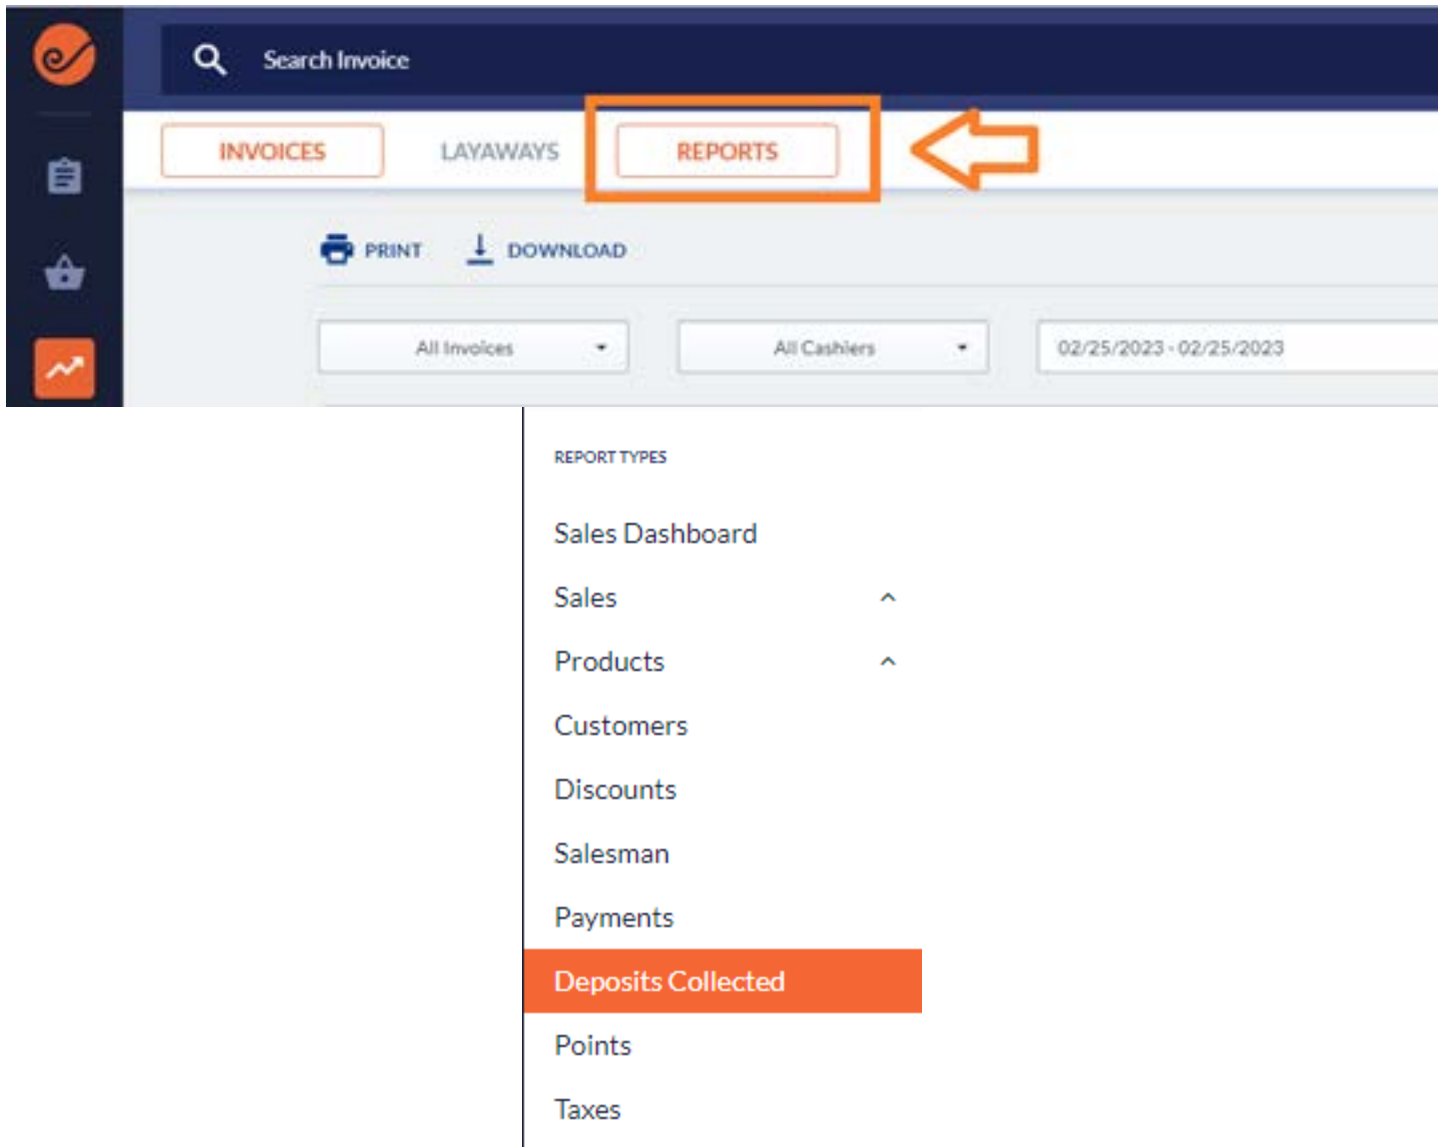 Search Invoice
INVOICES LAYAWAYS REPORTS
PRINT DOWNLOAD
All Invoices All Cashiers 02/25/2023 - 02/25/2023
REPORT TYPES
Sales Dashboard
Sales
Products
Customers
Discounts
Salesman
Payments
Deposits Collected
Points
Taxes